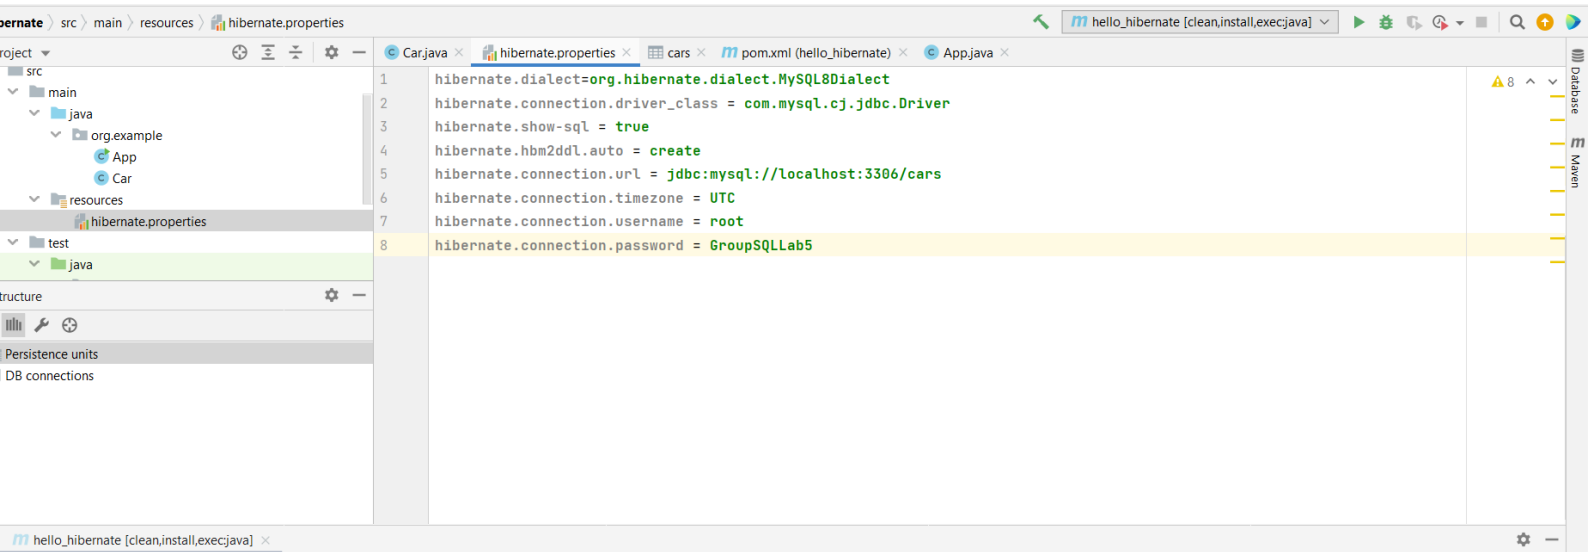 bernate src main resources hibernate.properties hello_hibernate [clean,install,exec:java]
roject Car.java hibernate.properties cars pom.xml (hello_hibernate) App.java
src
main
java
org.example
App
Car
resources
hibernate.properties
test
java
1 hibernate.dialect=org.hibernate.dialect.MySQL8Dialect
2 hibernate.connection.driver_class = com.mysql.cj.jdbc.Driver
3 hibernate.show-sql = true
4 hibernate.hbm2ddl.auto = create
5 hibernate.connection.url = jdbc:mysql://localhost:3306/cars
6 hibernate.connection.timezone = UTC
7 hibernate.connection.username = root
8 hibernate.connection.password = GroupSQLLab5
8
Database
Maven
tructure
Persistence units
DB connections
hello_hibernate [clean,install,exec:java]